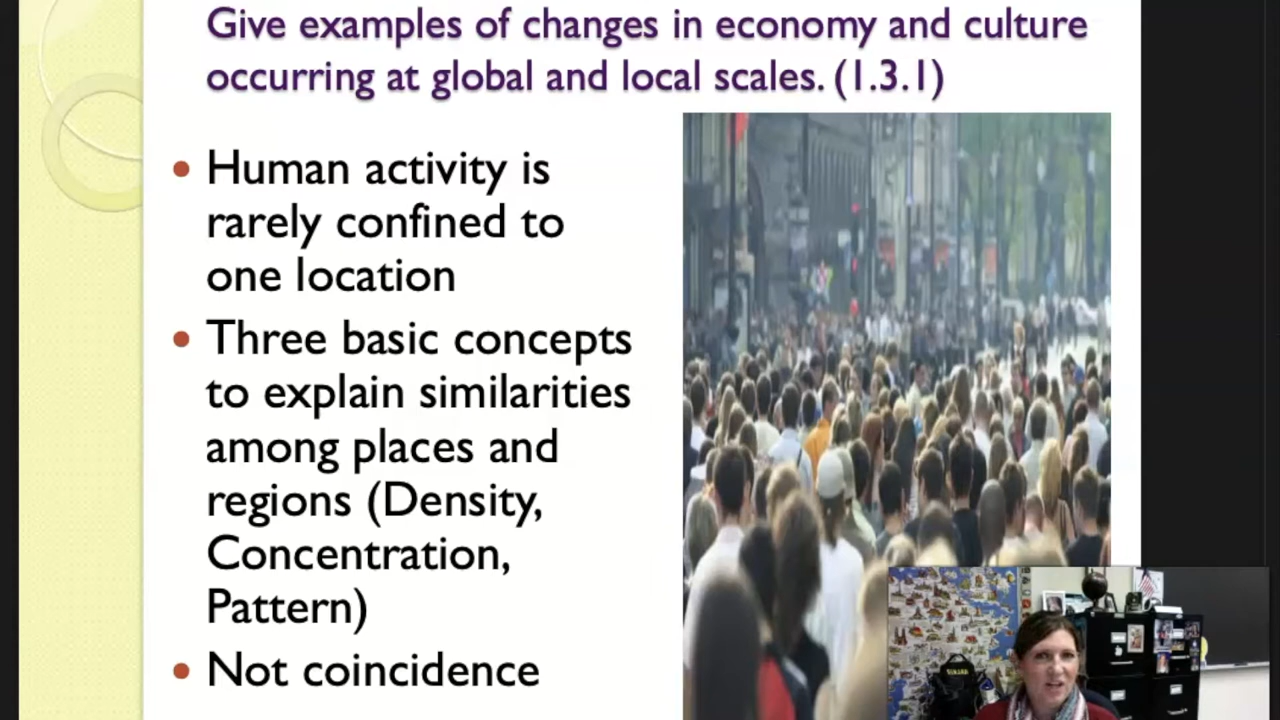 Give examples of changes in economy and culture
occurring at global and local scales. (1.3.1)
• Human activity is
rarely confined to
one location
• Three basic concepts
to explain similarities
among places and
regions (Density,
Concentration,
Pattern)
• Not coincidence